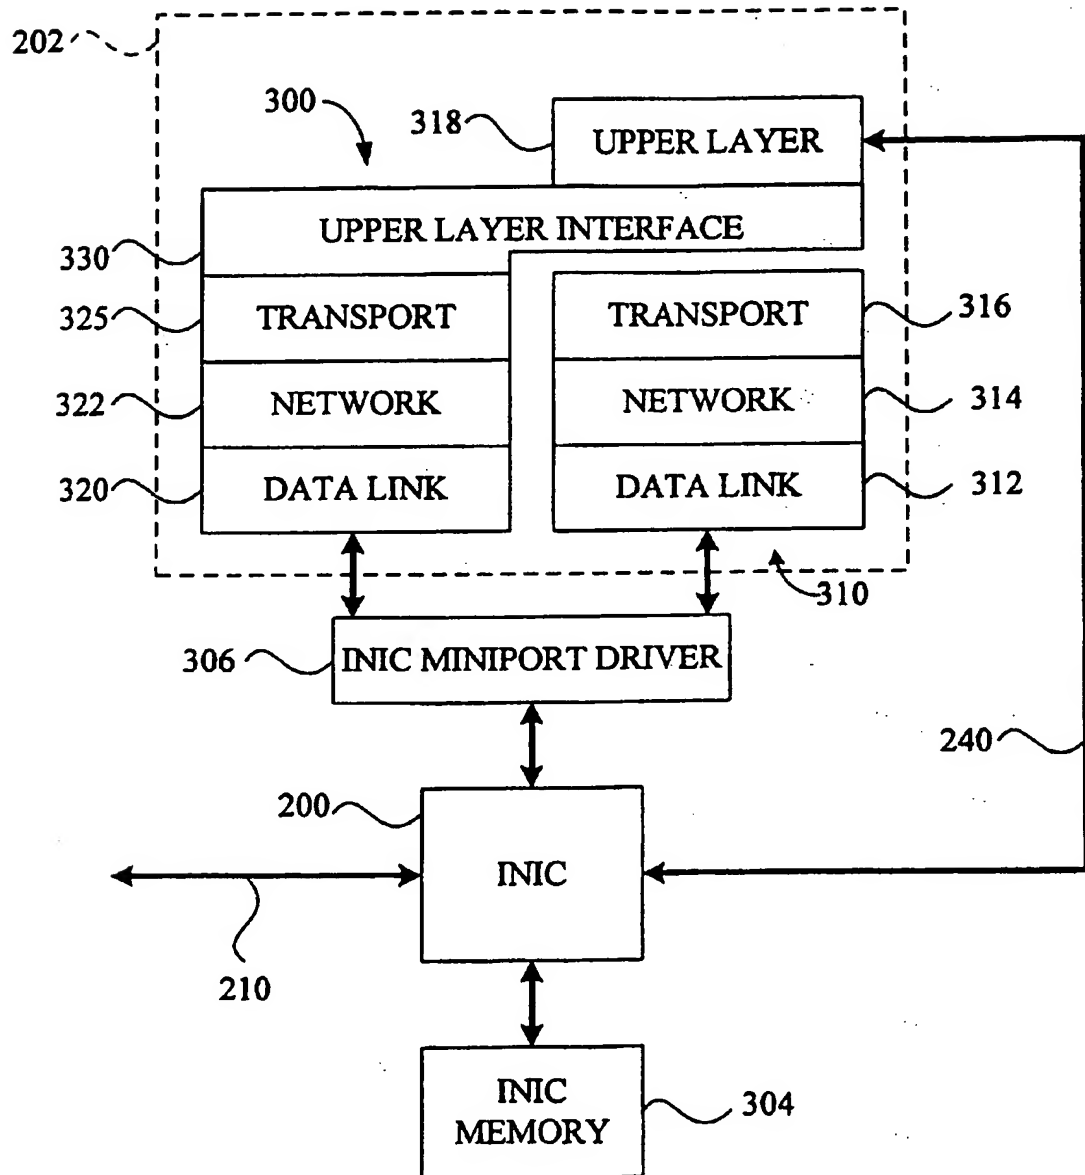 202
300
318
UPPER LAYER
330
UPPER LAYER INTERFACE
325
TRANSPORT
TRANSPORT
316
322
NETWORK
NETWORK
314
320
DATA LINK
DATA LINK
312
310
306
INIC MINIPORT DRIVER
240
200
INIC
210
INIC
MEMORY
304